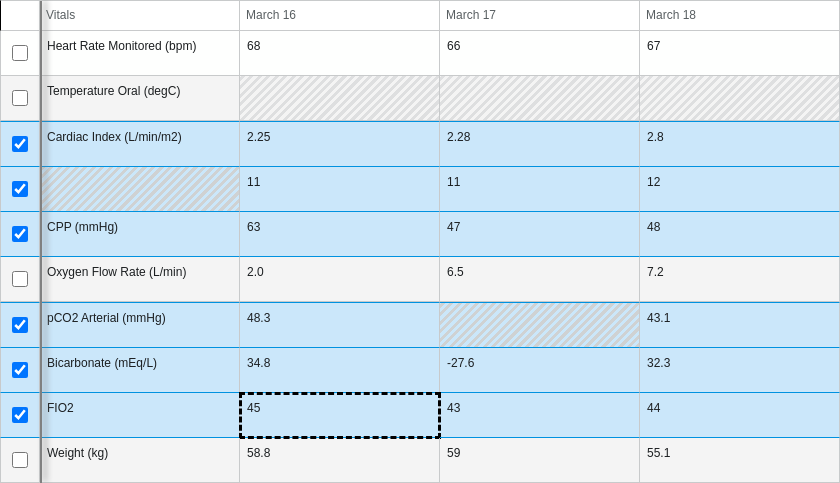 Vitals March 16 March 17 March 18
Heart Rate Monitored (bpm) 68 66 67
Temperature Oral (degC)
Cardiac Index (L/min/m2) 2.25 2.28 2.8
11 11 12
CPP (mmHg) 63 47 48
Oxygen Flow Rate (L/min) 2.0 6.5 7.2
pCO2 Arterial (mmHg) 48.3 43.1
Bicarbonate (mEq/L) 34.8 -27.6 32.3
FIO2 45 43 44
Weight (kg) 58.8 59 55.1